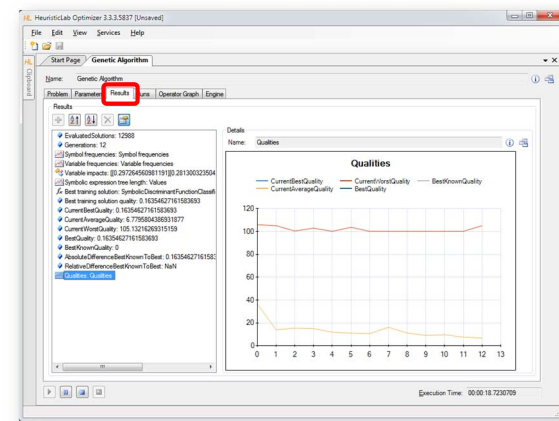 HeuristicLab Optimizer 3.3.3.5837 [Unsaved]
File Edit View Services Help
Start Page Genetic Algorithm
Clipboard
Name: Genetic Algorithm
Problem Parameters Results Runs Operator Graph Engine
Results
EvaluatedSolutions: 12988
Generations: 12
Symbol frequencies: Symbol frequencies
Variable frequencies: Variable frequencies
Variable impacts: [[0.297264560981191][0.281300323504
Symbolic expression tree length: Values
Best training solution: SymbolicDiscriminantFunctionClassifi
Best training solution quality: 0.16354627161583693
CurrentBestQuality: 0.16354627161583693
CurrentAverageQuality: 6.7795804386931877
CurrentWorstQuality: 105.13216269315159
BestQuality: 0.16354627161583693
BestKnownQuality: 0
AbsoluteDifferenceBestKnownToBest: 0.1635462716158
RelativeDifferenceBestKnownToBest: NaN
Qualities: Qualities
Details
Name: Qualities
Qualities
CurrentBestQuality CurrentWorstQuality BestKnownQuality
CurrentAverageQuality BestQuality
120
100
80
60
40
20
0
0 1 2 3 4 5 6 7 8 9 10 11 12 13
Execution Time: 00:00:18.7230709